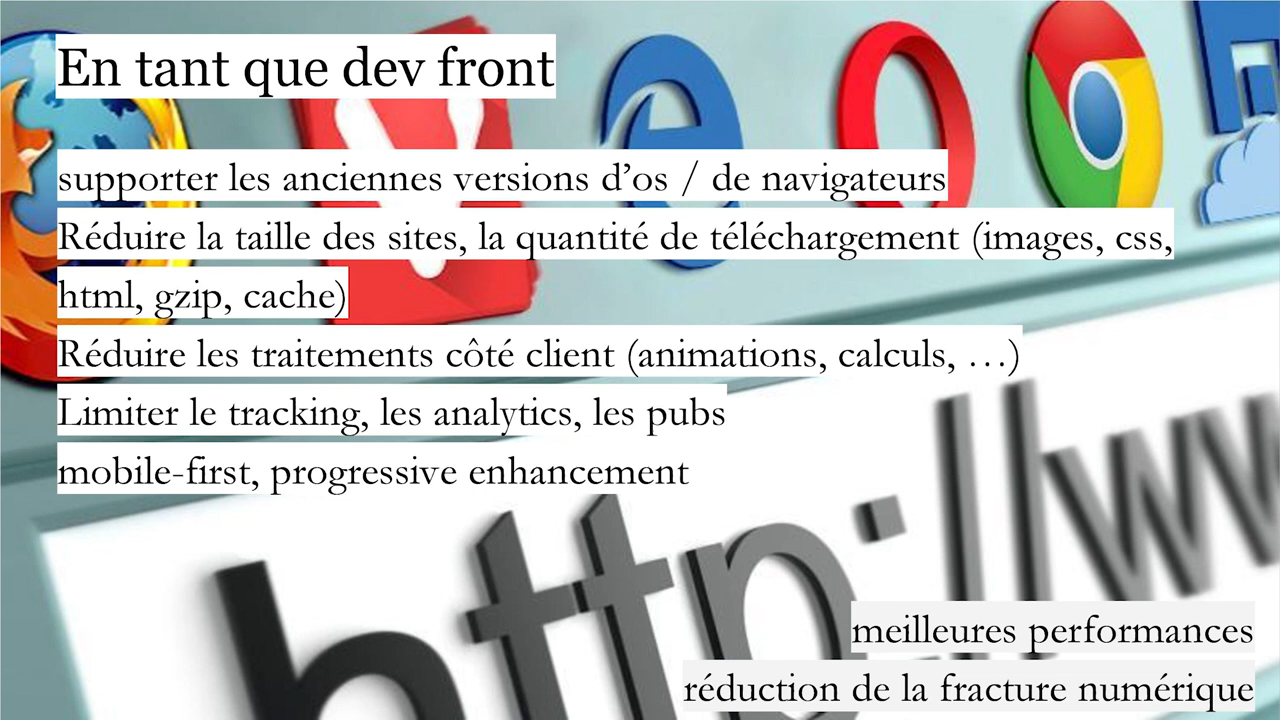 En tant que dev front
supporter les anciennes versions d’os / de navigateurs
Réduire la taille des sites, la quantité de téléchargement (images, css,
html, gzip, cache)
Réduire les traitements côté client (animations, calculs, …)
Limiter le tracking, les analytics, les pubs
mobile-first, progressive enhancement
http://ww
meilleures performances
réduction de la fracture numérique